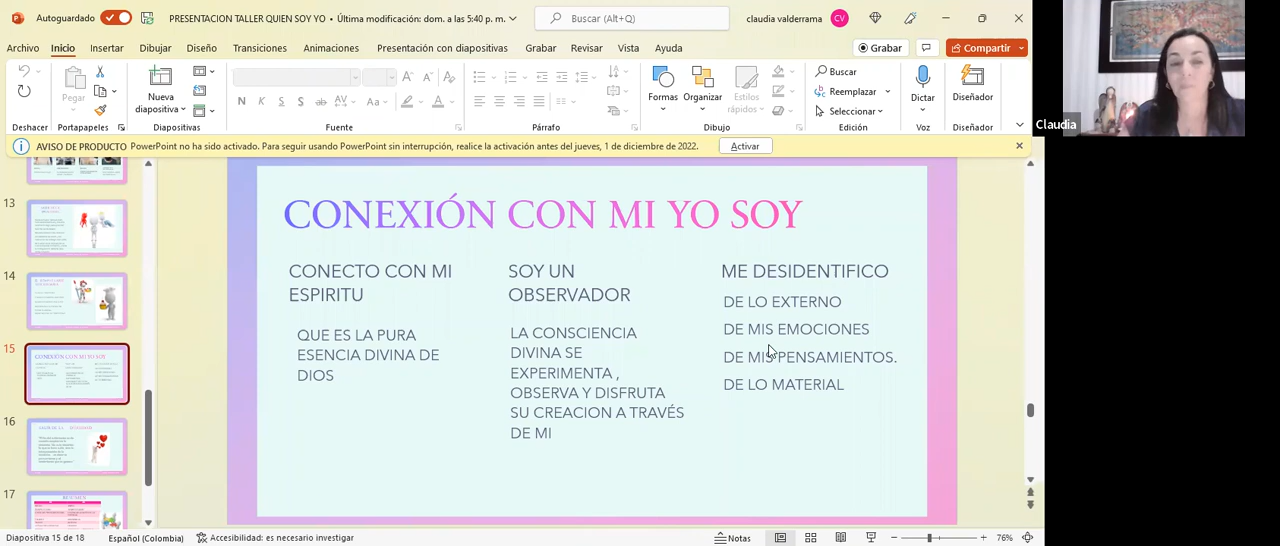 Autoguardado
PRESENTACION TALLER QUIEN SOY YO • Última modificación: dom. a las 5:40 p. m.
Buscar (Alt+Q)
claudia valderrama
CV
Archivo
Inicio
Insertar
Dibujar
Diseño
Transiciones
Animaciones
Presentación con diapositivas
Grabar
Revisar
Vista
Ayuda
Grabar
Compartir
Pegar
Nueva
diapositiva
N K S S ab AV Aa
Formas
Organizar
Estilos
rápidos
Buscar
Reemplazar
Seleccionar
Dictar
Diseñador
Deshacer
Portapapeles
Diapositivas
Fuente
Párrafo
Dibujo
Edición
Voz
Diseñador
Claudia
AVISO DE PRODUCTO PowerPoint no ha sido activado. Para seguir usando PowerPoint sin interrupción, realice la activación antes del jueves, 1 de diciembre de 2022.
Activar
13
14
15
CONEXIÓN CON MI YO SOY
16
17
RESUMEN
CONEXIÓN CON MI YO SOY
CONECTO CON MI
ESPIRITU
QUE ES LA PURA
ESENCIA DIVINA DE
DIOS
SOY UN
OBSERVADOR
LA CONSCIENCIA
DIVINA SE
EXPERIMENTA ,
OBSERVA Y DISFRUTA
SU CREACION A TRAVÉS
DE MI
ME DESIDENTIFICO
DE LO EXTERNO
DE MIS EMOCIONES
DE MIS PENSAMIENTOS.
DE LO MATERIAL
Diapositiva 15 de 18
Español (Colombia)
Accesibilidad: es necesario investigar
Notas
76%